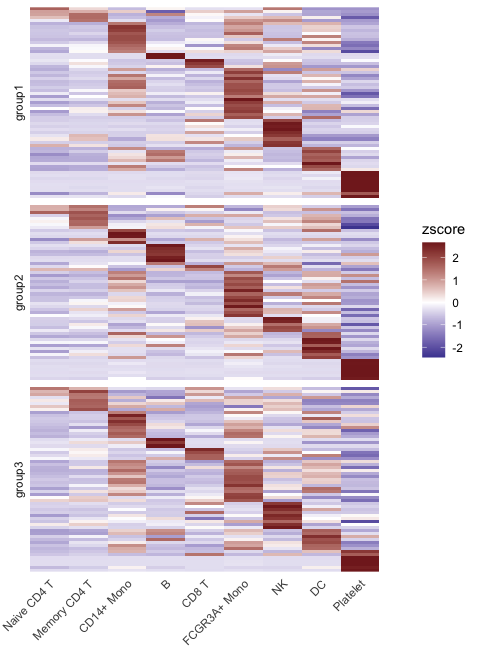 group1
group2
group3
zscore
2
1
0
-1
-2
Naive CD4 T
Memory CD4 T
CD14+ Mono
B
CD8 T
FCGR3A+ Mono
NK
DC
Platelet